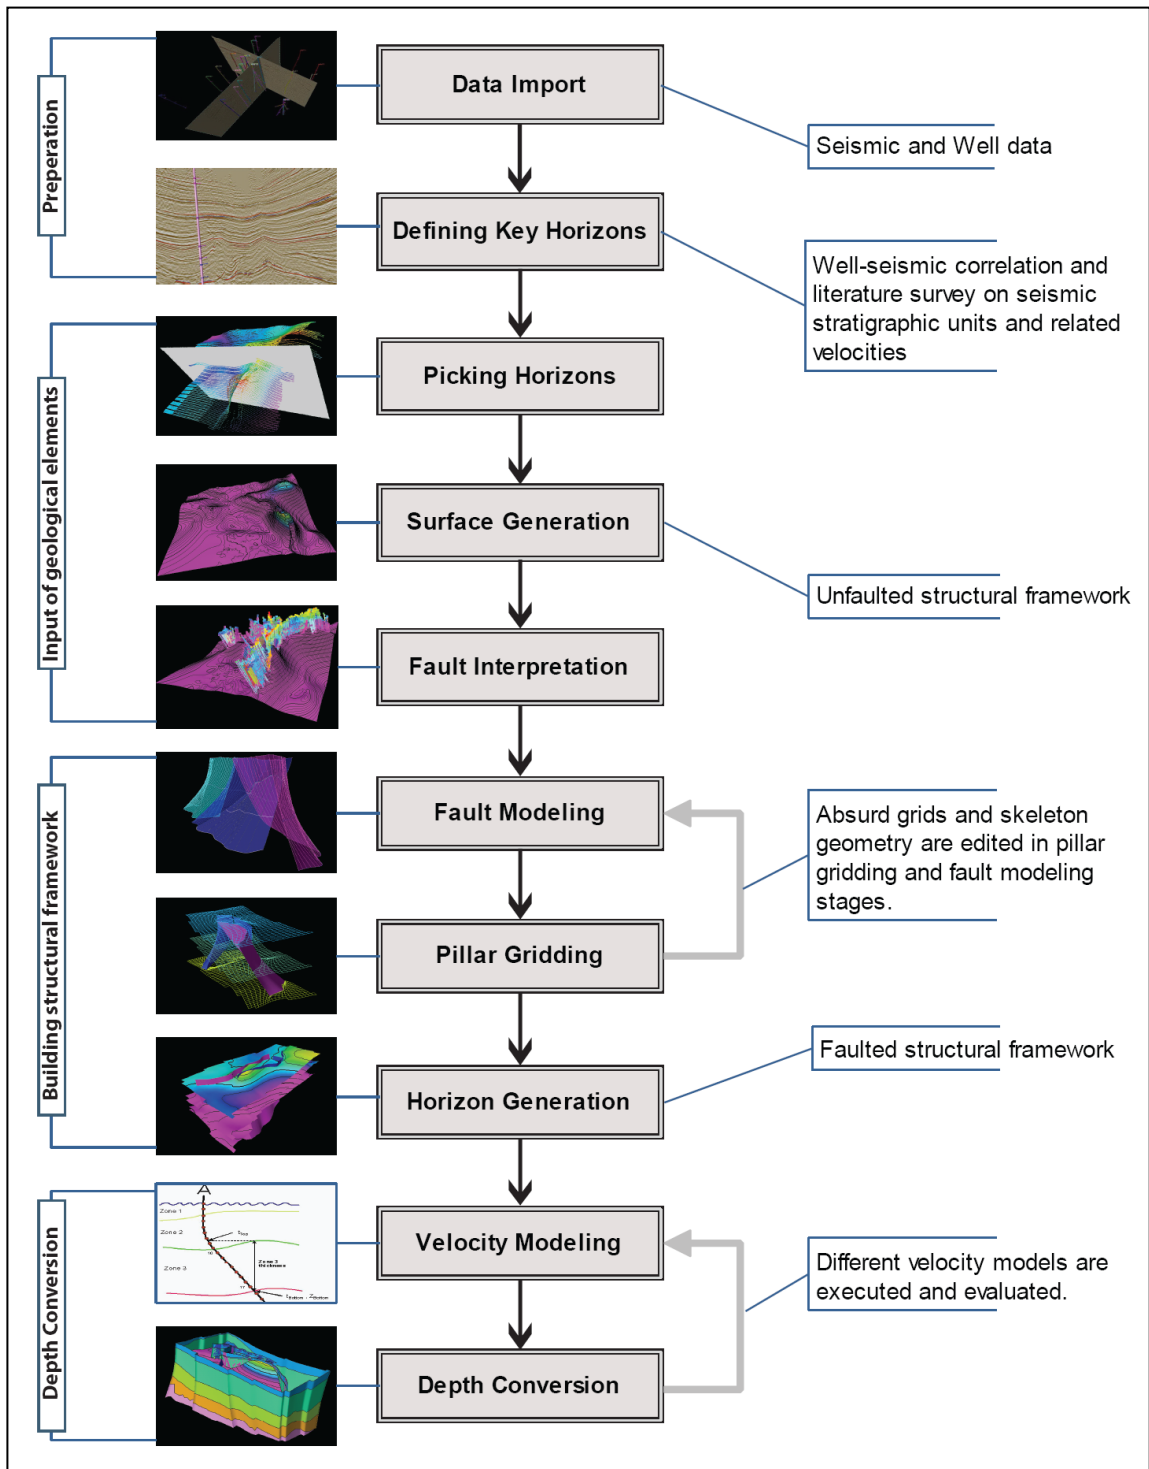 Preperation
Data Import
Seismic and Well data
Defining Key Horizons
Well-seismic correlation and
literature survey on seismic
stratigraphic units and related
velocities
Input of geological elements
Picking Horizons
Surface Generation
Unfaulted structural framework
Fault Interpretation
Building structural framework
Fault Modeling
Absurd grids and skeleton
geometry are edited in pillar
gridding and fault modeling
stages.
Pillar Gridding
Horizon Generation
Faulted structural framework
Depth Conversion
A
Zone 1
Zone 2
Zone 3
Zone 3
thickness
Velocity Modeling
Different velocity models are
executed and evaluated.
Depth Conversion